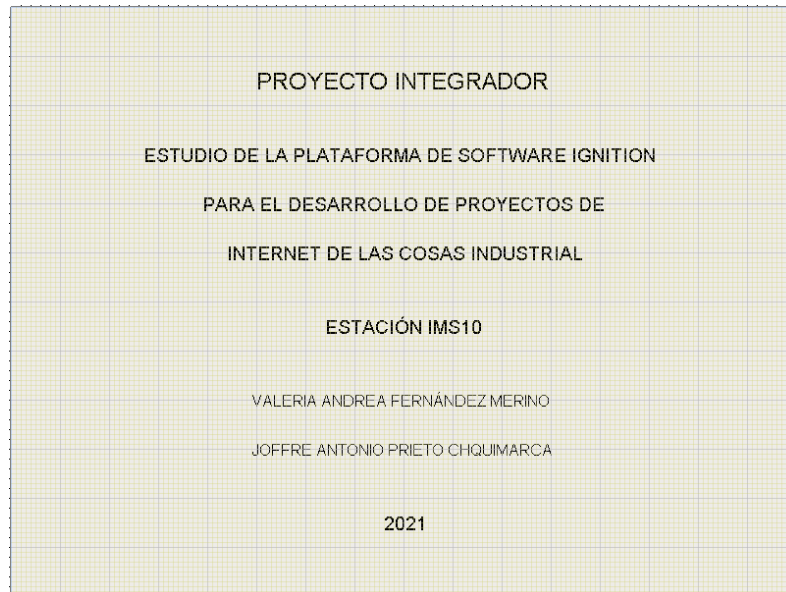 PROYECTO INTEGRADOR
ESTUDIO DE LA PLATAFORMA DE SOFTWARE IGNITION
PARA EL DESARROLLO DE PROYECTOS DE
INTERNET DE LAS COSAS INDUSTRIAL
ESTACIÓN IMS10
VALERIA ANDREA FERNÁNDEZ MERINO
JOFFRE ANTONIO PRIETO CHQUIMARCA
2021